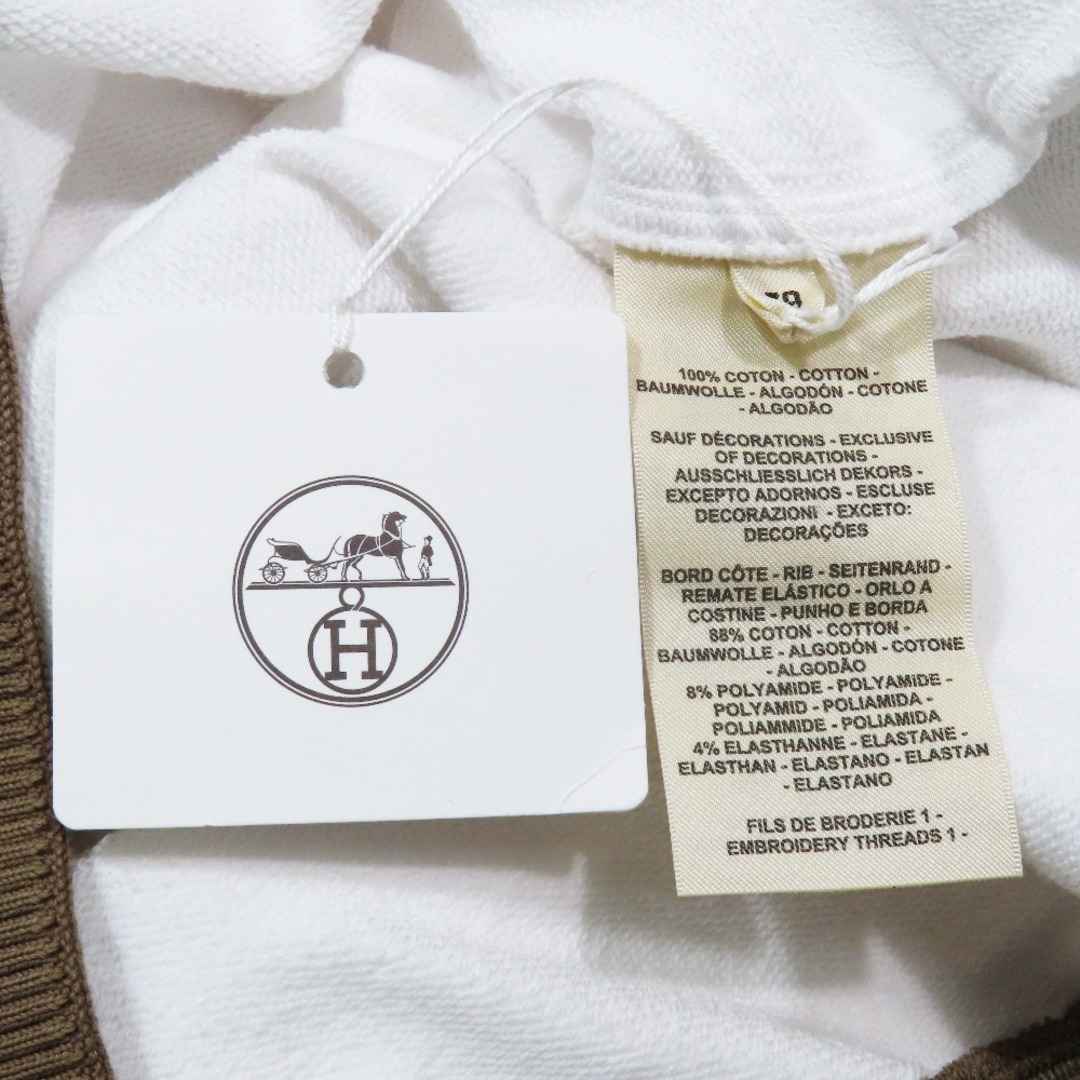 H
100% COTON - COTTON -
BAUMWOLLE - ALGODÓN - COTONE
- ALGODÃO
SAUF DÉCORATIONS - EXCLUSIVE
OF DECORATIONS -
AUSSCHLIESSLICH DEKORS -
EXCEPTO ADORNOS - ESCLUSE
DECORAZIONI - EXCETO:
DECORAÇÕES
BORD CÔTE - RIB - SEITENRAND -
REMATE ELÁSTICO - ORLO A
COSTINE - PUNHO E BORDA
88% COTON - COTTON -
BAUMWOLLE - ALGODÓN - COTONE
- ALGODÃO
8% POLYAMIDE - POLYAMIDE -
POLYAMID - POLIAMIDA -
POLIAMMIDE - POLIAMIDA
4% ELASTHANNE - ELASTANE -
ELASTHAN - ELASTANO - ELASTAN
- ELASTANO
FILS DE BRODERIE 1 -
EMBROIDERY THREADS 1 -